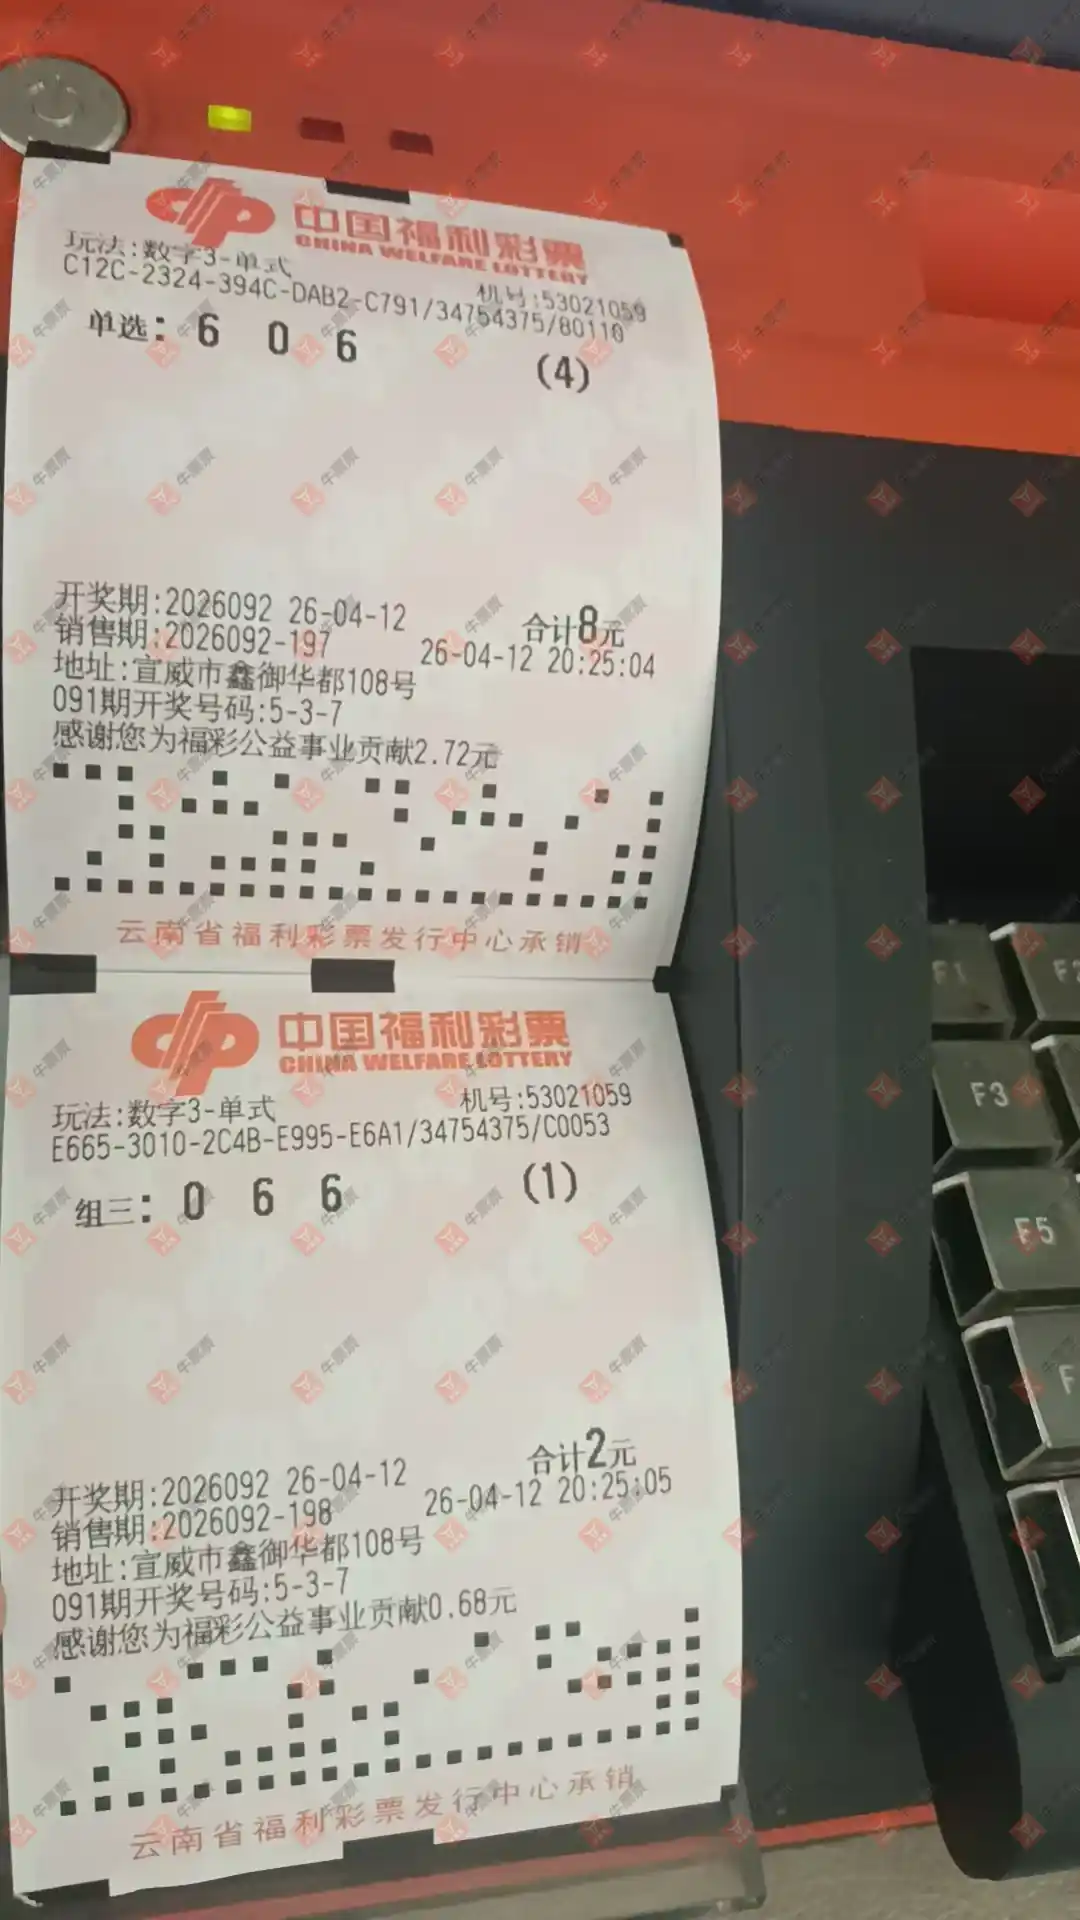 中国福利彩票
CHINA WELFARE LOTTERY
玩法:数字3-单式
机号:53021059
C12C-2324-394C-DAB2-C791/34754375/80110
单选: 6 0 6 (4)
开奖期:2026092 26-04-12 合计8元
销售期:2026092-197 26-04-12 20:25:04
地址:宣威市鑫御华都108号
091期开奖号码:5-3-7
感谢您为福彩公益事业贡献2.72元
云南省福利彩票发行中心承销
中国福利彩票
CHINA WELFARE LOTTERY
玩法:数字3-单式 机号:53021059
E665-3010-2C4B-E995-E6A1/34754375/C0053
组三: 0 6 6 (1)
开奖期:2026092 26-04-12 合计2元
销售期:2026092-198 26-04-12 20:25:05
地址:宣威市鑫御华都108号
091期开奖号码:5-3-7
感谢您为福彩公益事业贡献0.68元
云南省福利彩票发行中心承销
F1
F3
F5
牛票票